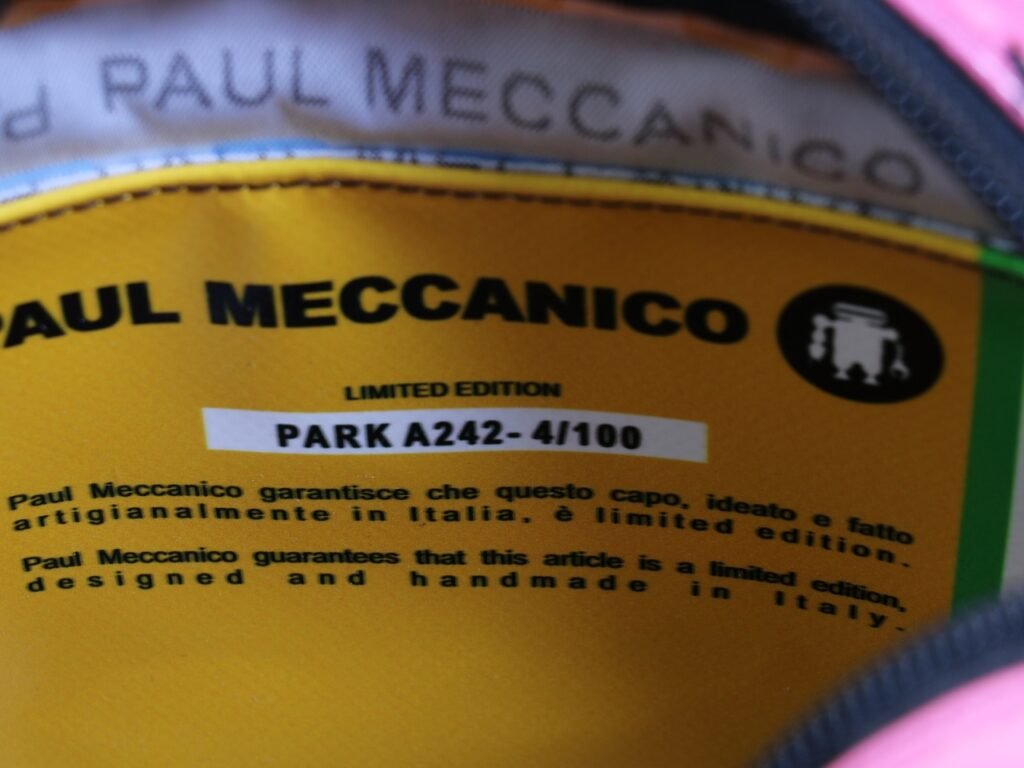 PAUL MECCANICO
PAUL MECCANICO
LIMITED EDITION
PARK A242- 4/100
Paul Meccanico garantisce che questo capo, ideato e fatto
artigianalmente in Italia, è limited edition.
Paul Meccanico guarantees that this article is a limited edition,
designed and handmade in Italy.